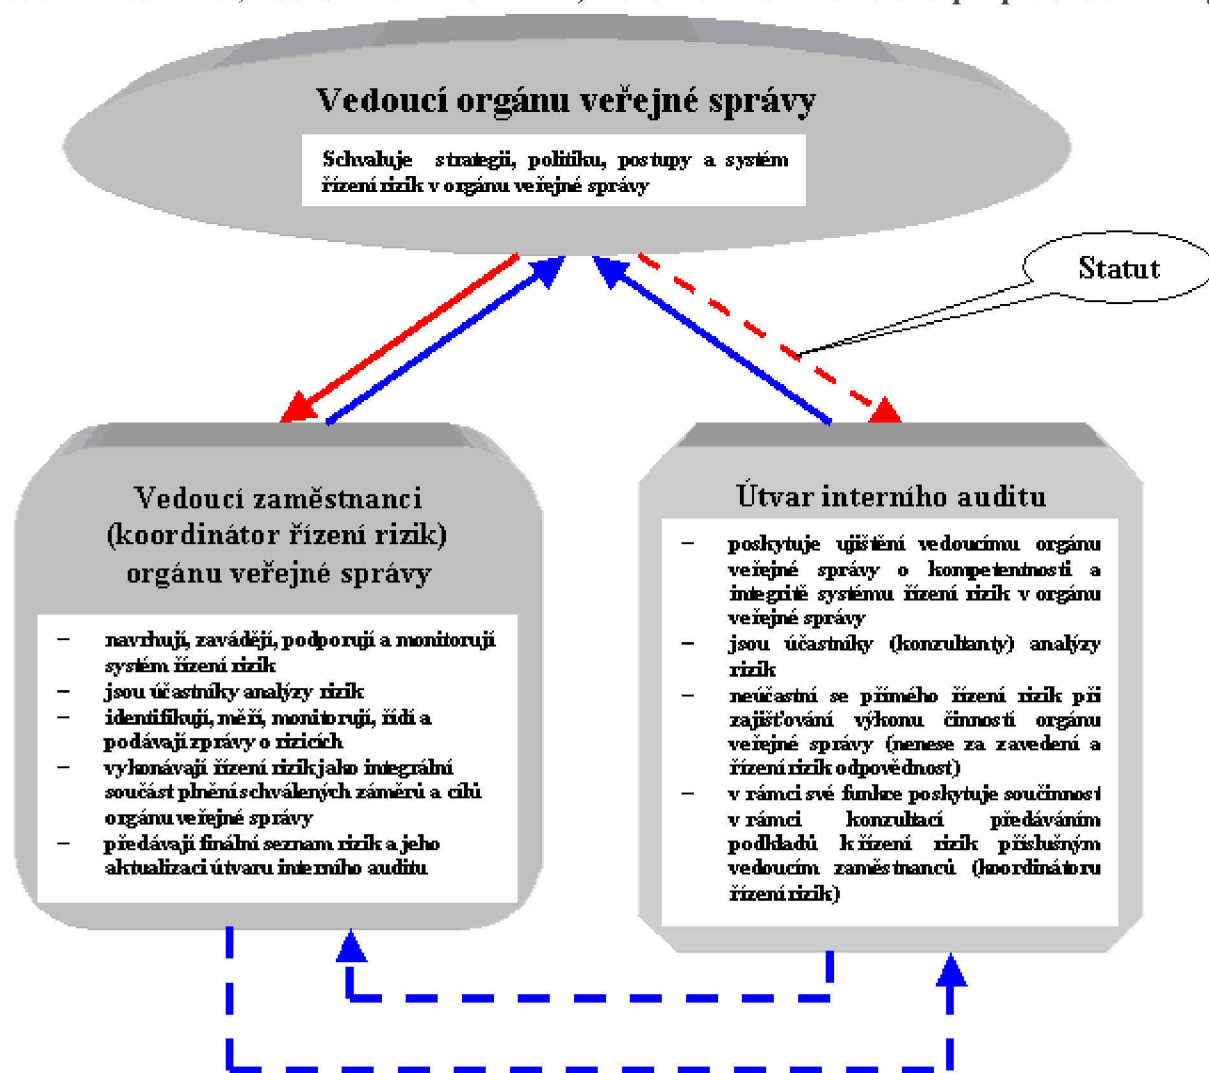 Vedoucí orgánu veřejné správy
Schvaluje strategii, politiku, postupy a systém
řízení rizik v orgánu veřejné správy
Statut
Vedoucí zaměstnanci
(koordinátor řízení rizik)
orgánu veřejné správy
– navrhují, zavádějí, podporují a monitorují
systém řízení rizik
– jsou účastníky analýzy rizik
– identifikují, měří, monitorují, řídí a
podávají zprávy o rizicích
– vykonávají řízení rizik jako integrální
součást plnění schválených záměrů a cílů
orgánu veřejné správy
– předávají finální seznam rizik a jeho
aktualizaci útvaru interního auditu
Útvar interního auditu
– poskytuje ujištění vedoucímu orgánu
veřejné správy o kompetentnosti a
integritě systému řízení rizik v orgánu
veřejné správy
– jsou účastníky (konzultanty) analýzy
rizik
– neúčastní se přímého řízení rizik při
zajišťování výkonu činností orgánu
veřejné správy (nenese za zavedení a
řízení rizik odpovědnost)
– v rámci své funkce poskytuje součinnost
v rámci konzultací předáváním
podkladů k řízení rizik příslušným
vedoucím zaměstnanců (koordinátoru
řízení rizik)